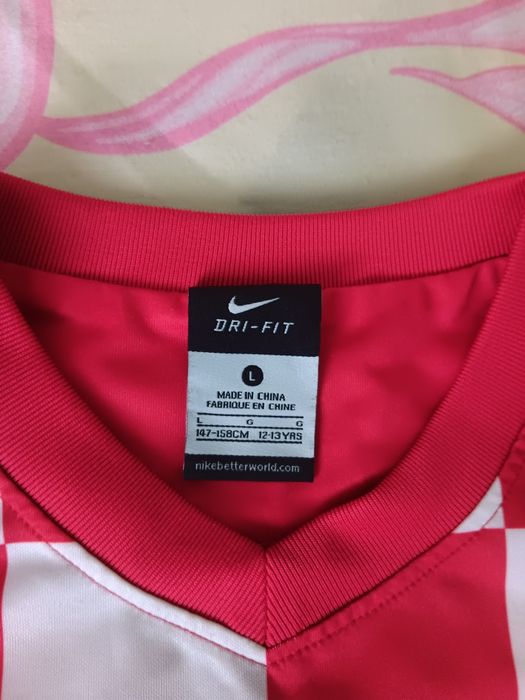 DRI-FIT
L
MADE IN CHINA
FABRIQUE EN CHINE
L G G
147-158CM 12-13YRS
nikebetterworld.com